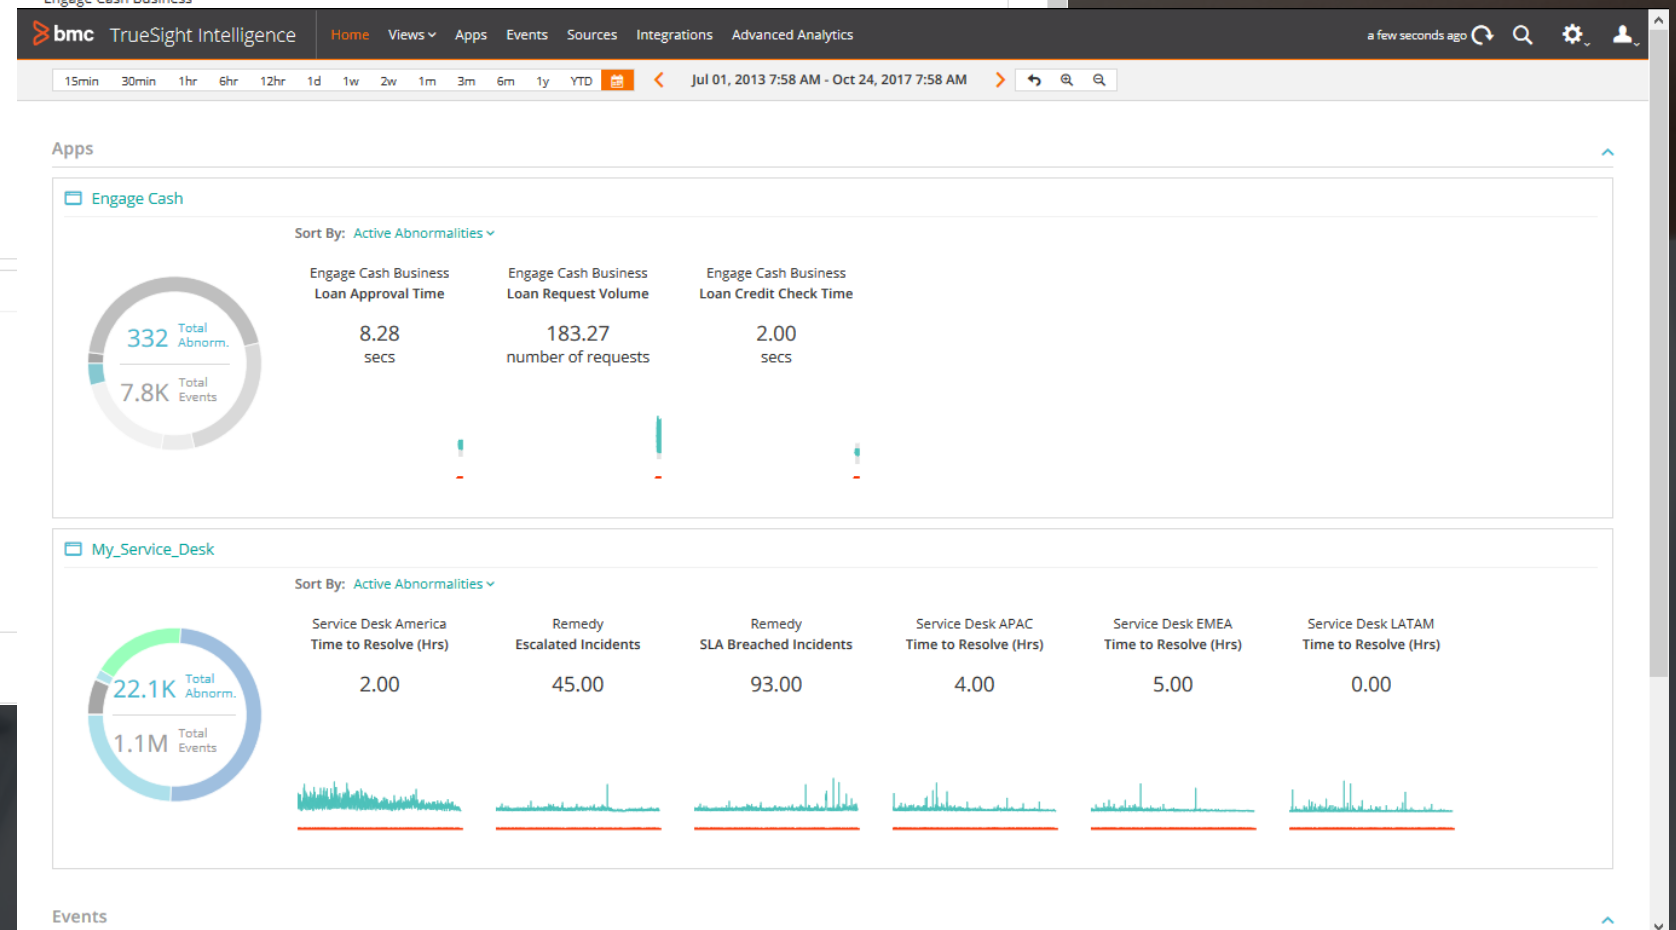 Engage Cash Business
bmc TrueSight Intelligence Home Views Apps Events Sources Integrations Advanced Analytics a few seconds ago
15min 30min 1hr 6hr 12hr 1d 1w 2w 1m 3m 6m 1y YTD Jul 01, 2013 7:58 AM - Oct 24, 2017 7:58 AM
Apps
Engage Cash
Sort By: Active Abnormalities
Engage Cash Business
Loan Approval Time
8.28
secs
Engage Cash Business
Loan Request Volume
183.27
number of requests
Engage Cash Business
Loan Credit Check Time
2.00
secs
332 Total Abnorm.
7.8K Total Events
My_Service_Desk
Sort By: Active Abnormalities
Service Desk America
Time to Resolve (Hrs)
2.00
Remedy
Escalated Incidents
45.00
Remedy
SLA Breached Incidents
93.00
Service Desk APAC
Time to Resolve (Hrs)
4.00
Service Desk EMEA
Time to Resolve (Hrs)
5.00
Service Desk LATAM
Time to Resolve (Hrs)
0.00
22.1K Total Abnorm.
1.1M Total Events
Events